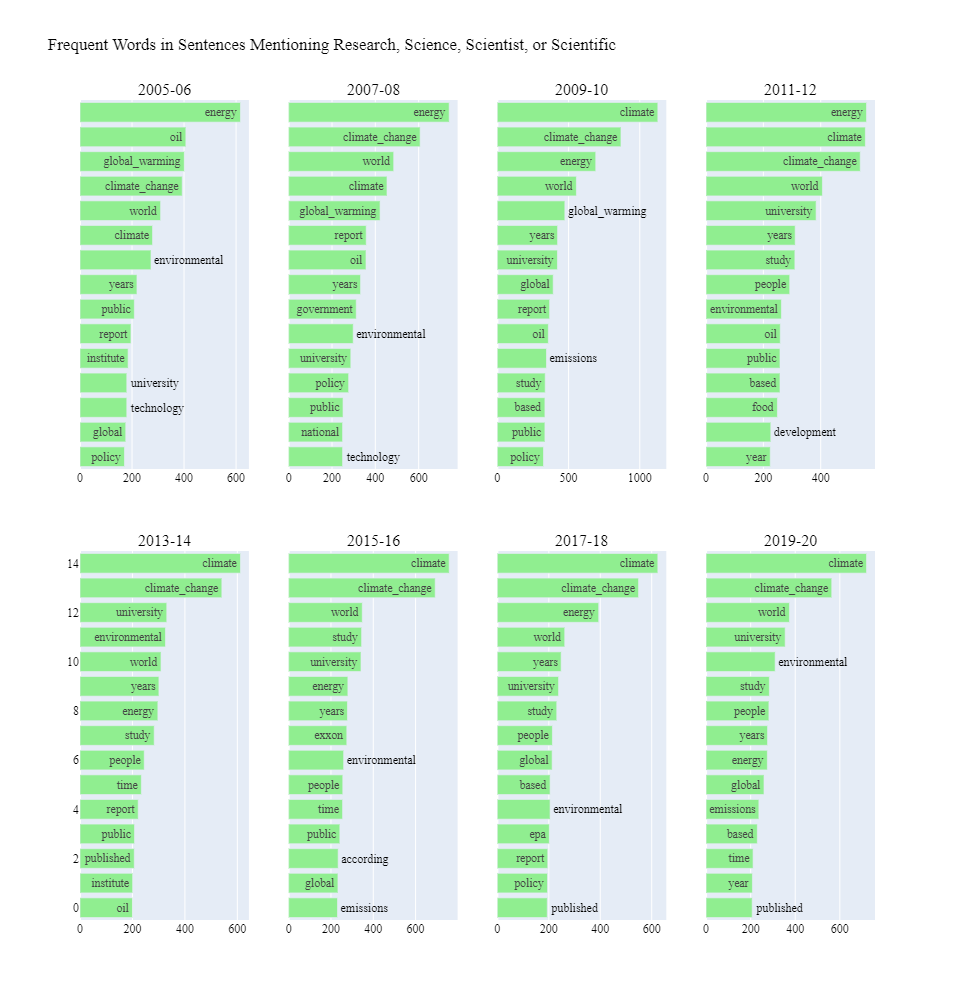 Frequent Words in Sentences Mentioning Research, Science, Scientist, or Scientific
2005-06
energy
oil
global_warming
climate_change
world
climate
environmental
years
public
report
institute
university
technology
global
policy
0 200 400 600
2007-08
energy
climate_change
world
climate
global_warming
report
oil
years
government
environmental
university
policy
public
national
technology
0 200 400 600
2009-10
climate
climate_change
energy
world
global_warming
years
university
global
report
oil
emissions
study
based
public
policy
0 500 1000
2011-12
energy
climate
climate_change
world
university
years
study
people
environmental
oil
public
based
food
development
year
0 200 400
2013-14
14 climate
climate_change
12 university
environmental
10 world
years
8 energy
study
6 people
time
4 report
public
2 published
institute
0 oil
0 200 400 600
2015-16
climate
climate_change
world
study
university
energy
years
exxon
environmental
people
time
public
according
global
emissions
0 200 400 600
2017-18
climate
climate_change
energy
world
years
university
study
people
global
based
environmental
epa
report
policy
published
0 200 400 600
2019-20
climate
climate_change
world
university
environmental
study
people
years
energy
global
emissions
based
time
year
published
0 200 400 600